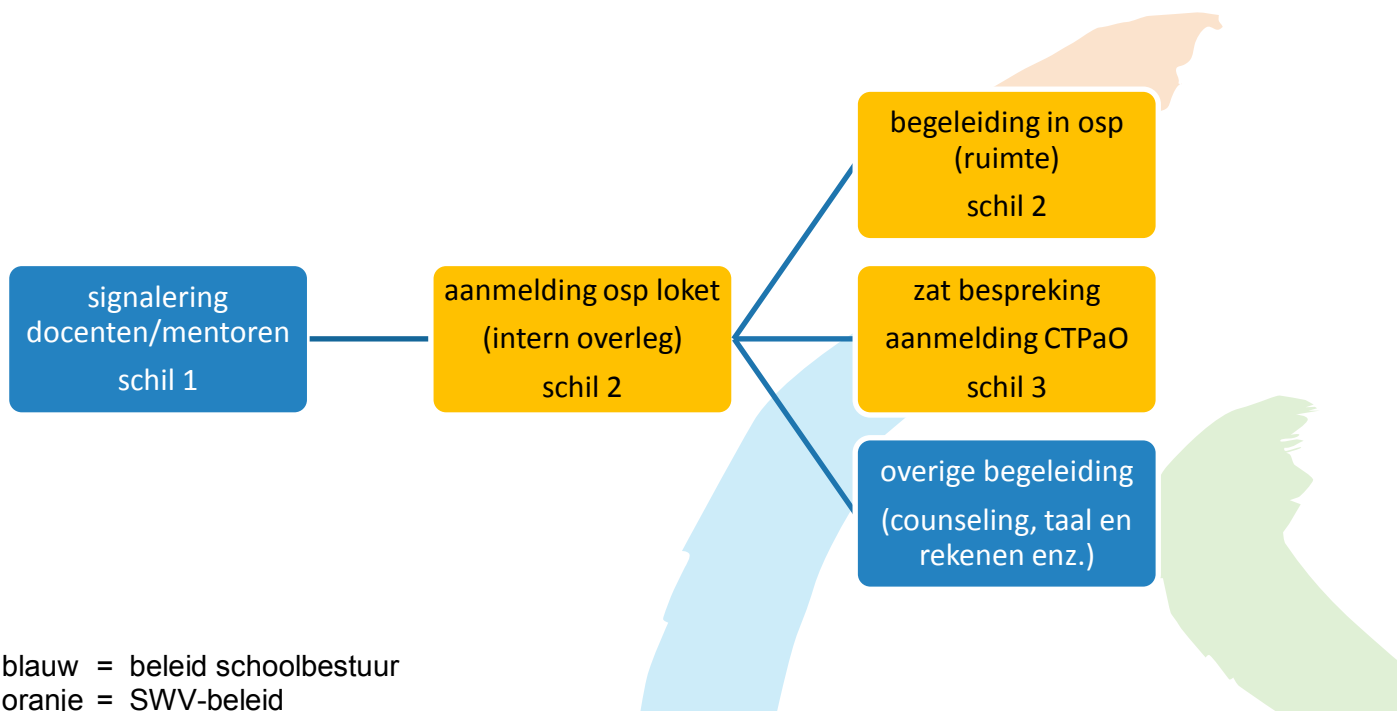 signalering
docenten/mentoren
schil 1
aanmelding osp loket
(intern overleg)
schil 2
begeleiding in osp
(ruimte)
schil 2
zat bespreking
aanmelding CTPaO
schil 3
overige begeleiding
(counseling, taal en
rekenen enz.)
blauw = beleid schoolbestuur
oranje = SWV-beleid